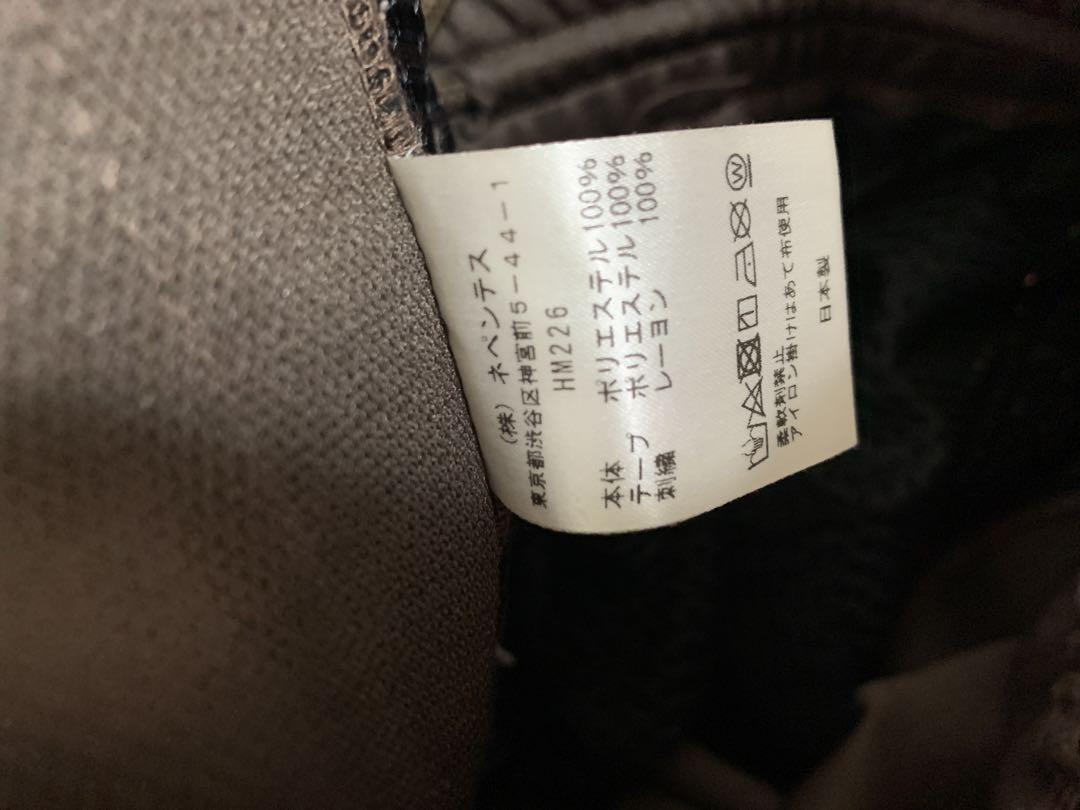 (株) ネペンテス
東京都渋谷区神宮前5-44-1
HM226
本体 ポリエステル100%
テープ ポリエステル100%
刺繍 レーヨン 100%
W
柔軟剤禁止
アイロン掛けはあて布使用
日本製